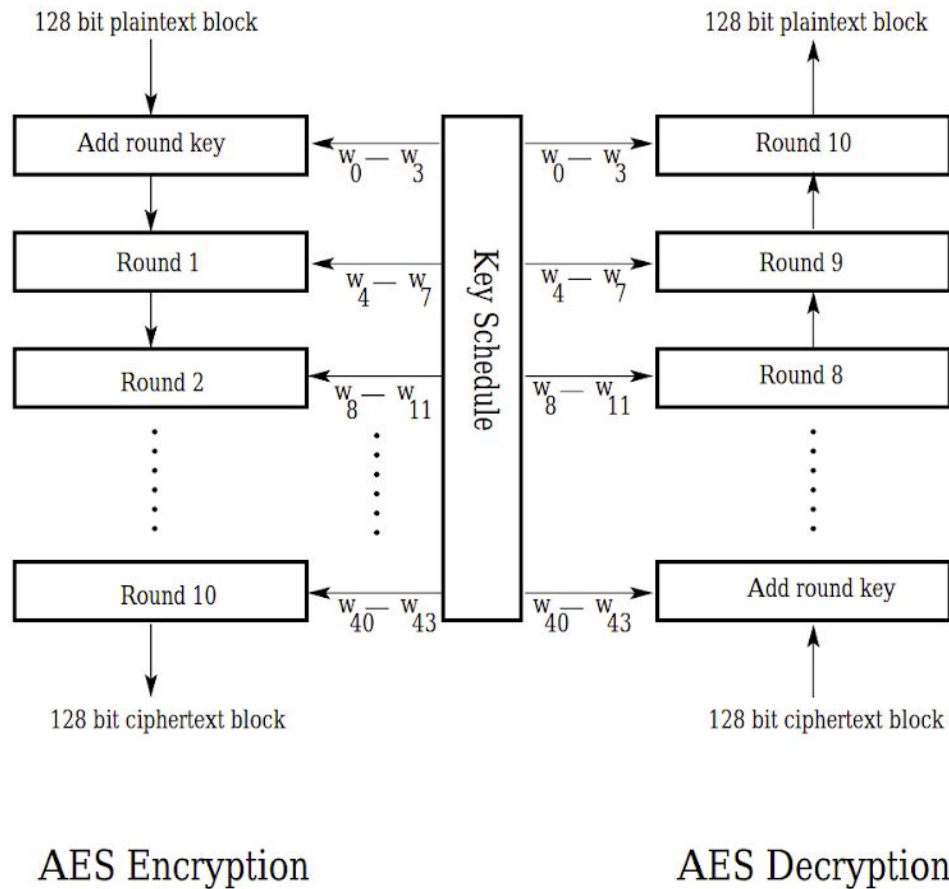 128 bit plaintext block
Add round key
w0 — w3
Round 1
w4 — w7
Round 2
w8 — w11
Round 10
w40 — w43
128 bit ciphertext block
Key Schedule
128 bit plaintext block
Round 10
w0 — w3
Round 9
w4 — w7
Round 8
w8 — w11
Add round key
w40 — w43
128 bit ciphertext block
AES Encryption
AES Decryption